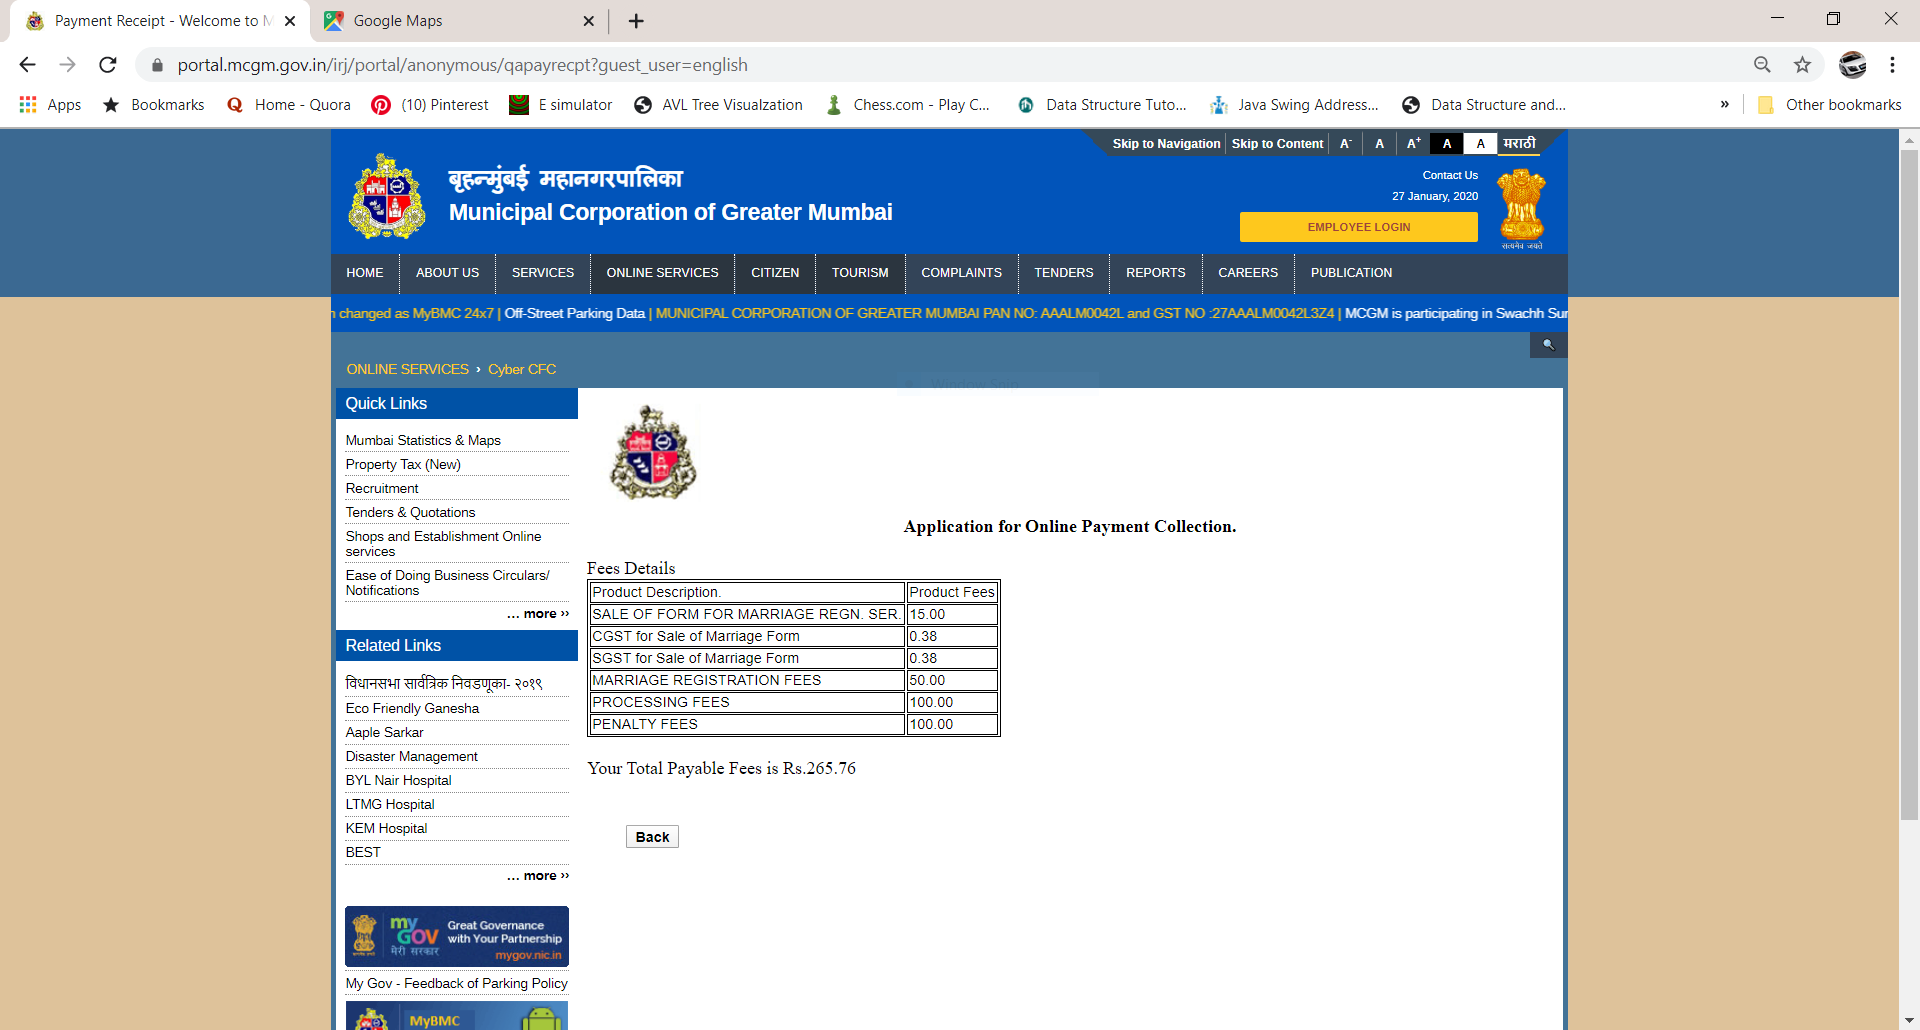 Payment Receipt - Welcome to M
Google Maps
portal.mcgm.gov.in/irj/portal/anonymous/qapayrecpt?guest_user=english
Apps Bookmarks Home - Quora (10) Pinterest E simulator AVL Tree Visualzation Chess.com - Play C... Data Structure Tuto... Java Swing Address... Data Structure and... » Other bookmarks
Skip to Navigation Skip to Content A- A A+ A A मराठी
बृहन्मुंबई महानगरपालिका
Municipal Corporation of Greater Mumbai
Contact Us
27 January, 2020
EMPLOYEE LOGIN
सत्यमेव जयते
HOME ABOUT US SERVICES ONLINE SERVICES CITIZEN TOURISM COMPLAINTS TENDERS REPORTS CAREERS PUBLICATION
changed as MyBMC 24x7 | Off-Street Parking Data | MUNICIPAL CORPORATION OF GREATER MUMBAI PAN NO: AAALM0042L and GST NO :27AAALM0042L3Z4 | MCGM is participating in Swachh Sur
ONLINE SERVICES › Cyber CFC
Quick Links
Mumbai Statistics & Maps
Property Tax (New)
Recruitment
Tenders & Quotations
Shops and Establishment Online
services
Ease of Doing Business Circulars/
Notifications
... more ››
Related Links
विधानसभा सार्वत्रिक निवडणूका- २०१९
Eco Friendly Ganesha
Aaple Sarkar
Disaster Management
BYL Nair Hospital
LTMG Hospital
KEM Hospital
BEST
... more ››
my GOV
मेरी सरकार
Great Governance
with Your Partnership
mygov.nic.in
My Gov - Feedback of Parking Policy
MyBMC
Application for Online Payment Collection.
Fees Details
Product Description. Product Fees
SALE OF FORM FOR MARRIAGE REGN. SER. 15.00
CGST for Sale of Marriage Form 0.38
SGST for Sale of Marriage Form 0.38
MARRIAGE REGISTRATION FEES 50.00
PROCESSING FEES 100.00
PENALTY FEES 100.00
Your Total Payable Fees is Rs.265.76
Back